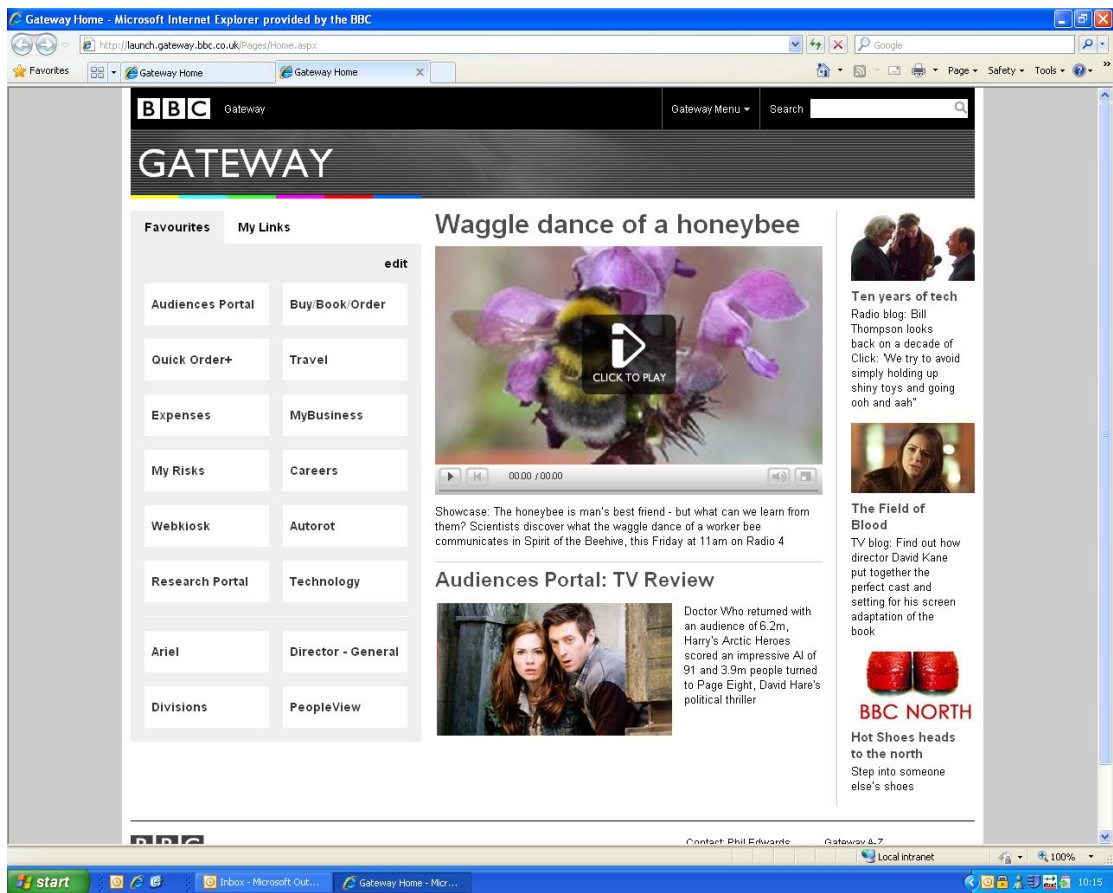 Gateway Home - Microsoft Internet Explorer provided by the BBC
http://launch.gateway.bbc.co.uk/Pages/Home.aspx
Google
Favorites
Gateway Home
Gateway Home
Page
Safety
Tools
BBC
Gateway
Gateway Menu
Search
GATEWAY
Favourites
My Links
edit
Audiences Portal
Buy/Book/Order
Quick Order+
Travel
Expenses
MyBusiness
My Risks
Careers
Webkiosk
Autorot
Research Portal
Technology
Ariel
Director - General
Divisions
PeopleView
Waggle dance of a honeybee
CLICK TO PLAY
00:00 / 00:00
Showcase: The honeybee is man's best friend - but what can we learn from
them? Scientists discover what the waggle dance of a worker bee
communicates in Spirit of the Beehive, this Friday at 11am on Radio 4
Audiences Portal: TV Review
Doctor Who returned with
an audience of 6.2m,
Harry's Arctic Heroes
scored an impressive AI of
91 and 3.9m people turned
to Page Eight, David Hare's
political thriller
Ten years of tech
Radio blog: Bill
Thompson looks
back on a decade of
Click: 'We try to avoid
simply holding up
shiny toys and going
ooh and aah"
The Field of
Blood
TV blog: Find out how
director David Kane
put together the
perfect cast and
setting for his screen
adaptation of the
book
BBC NORTH
Hot Shoes heads
to the north
Step into someone
else's shoes
BBC
Contact: Phil Edwards
Gateway A-Z
Local intranet
100%
start
Inbox - Microsoft Out...
Gateway Home - Micr...
10:15